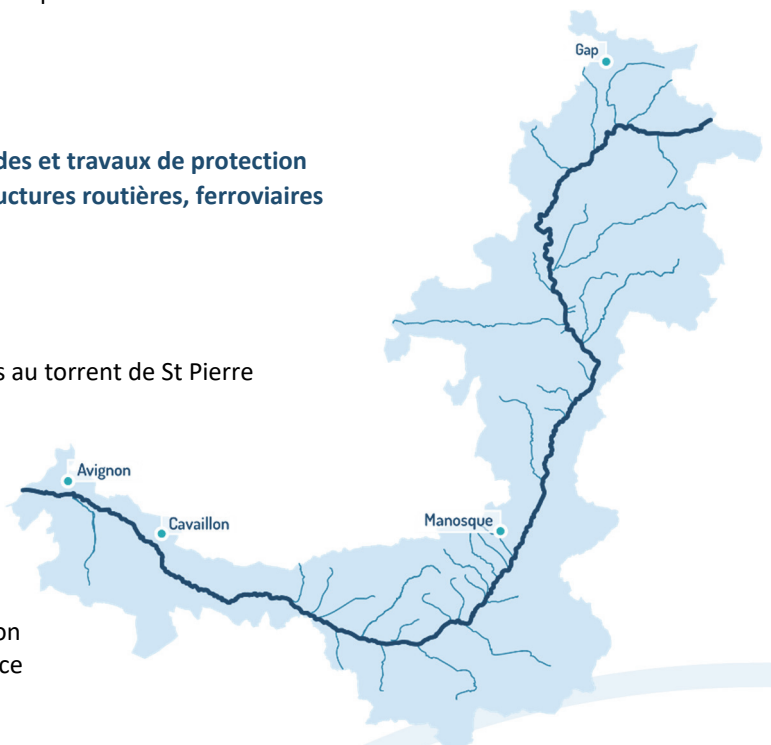 Gap
des et travaux de protection
uctures routières, ferroviaires
s au torrent de St Pierre
Avignon
Cavaillon
Manosque
on
ce